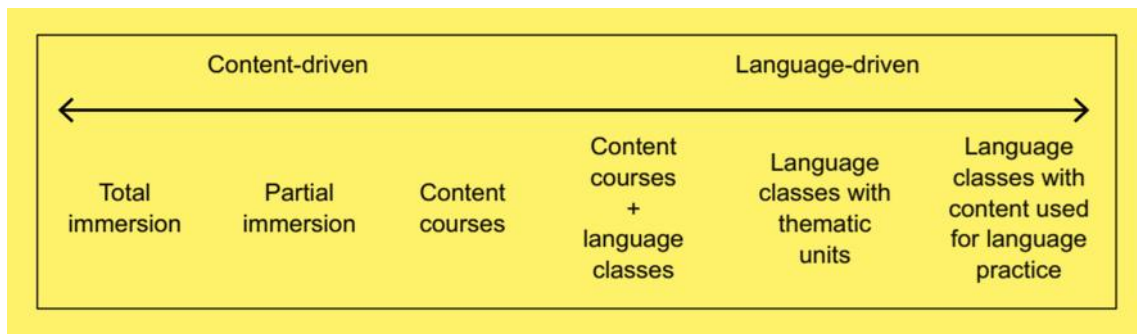 Content-driven
Language-driven
Total
immersion
Partial
immersion
Content
courses
Content
courses
+
language
classes
Language
classes with
thematic
units
Language
classes with
content used
for language
practice